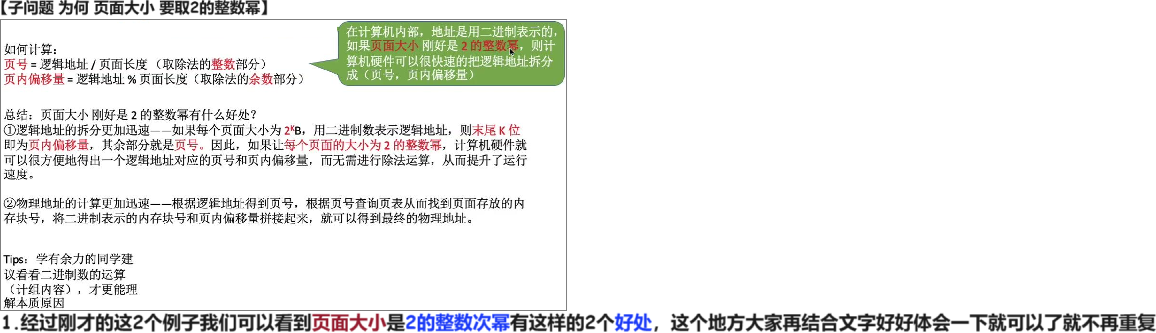 【子问题 为何 页面大小 要取2的整数幂】
在计算机内部，地址是用二进制表示的，
如果页面大小 刚好是 2 的整数幂，则计
算机硬件可以很快速的把逻辑地址拆分
成（页号，页内偏移量）
如何计算：
页号 = 逻辑地址 / 页面长度 （取除法的整数部分）
页内偏移量 = 逻辑地址 % 页面长度（取除法的余数部分）
总结：页面大小 刚好是 2 的整数幂有什么好处？
①逻辑地址的拆分更加迅速——如果每个页面大小为 2ᴷB，用二进制数表示逻辑地址，则末尾 K 位
即为页内偏移量，其余部分就是页号。因此，如果让每个页面的大小为 2 的整数幂，计算机硬件就
可以很方便地得出一个逻辑地址对应的页号和页内偏移量，而无需进行除法运算，从而提升了运行
速度。
②物理地址的计算更加迅速——根据逻辑地址得到页号，根据页号查询页表从而找到页面存放的内
存块号，将二进制表示的内存块号和页内偏移量拼接起来，就可以得到最终的物理地址。
Tips：学有余力的同学建
议看看二进制数的运算
（计组内容），才更能理
解本质原因
1.经过刚才的这2个例子我们可以看到页面大小是2的整数次幂有这样的2个好处，这个地方大家再结合文字好好体会一下就可以了就不再重复